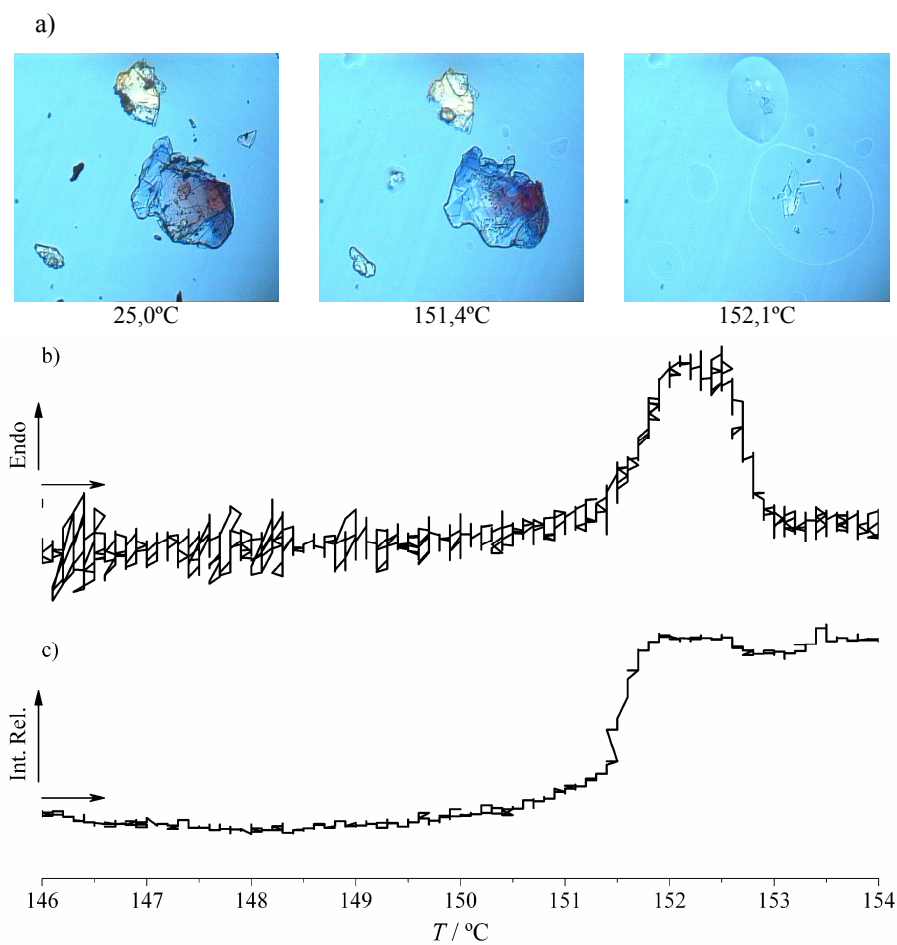 a)
25,0ºC 151,4ºC 152,1ºC
b)
Endo
c)
Int. Rel.
146 147 148 149 150 151 152 153 154
T / ºC